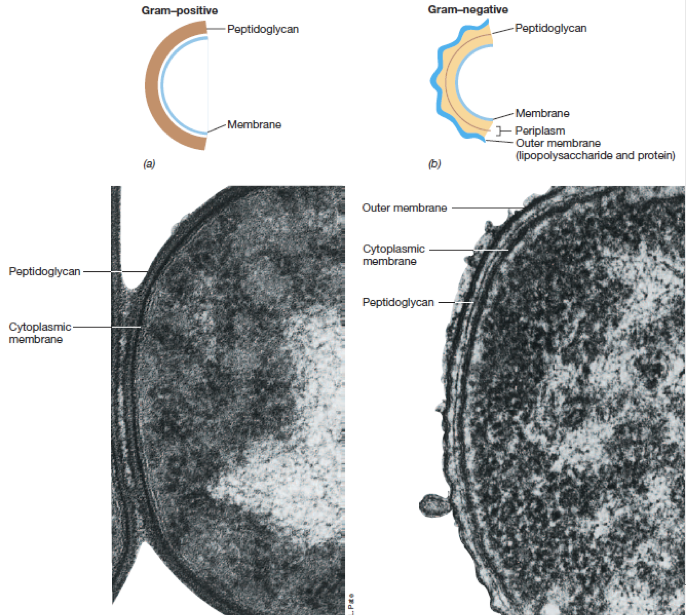 Gram–positive
Peptidoglycan
Membrane
(a)
Gram–negative
Peptidoglycan
Membrane
Periplasm
Outer membrane
(lipopolysaccharide and protein)
(b)
Peptidoglycan
Cytoplasmic
membrane
Outer membrane
Cytoplasmic
membrane
Peptidoglycan